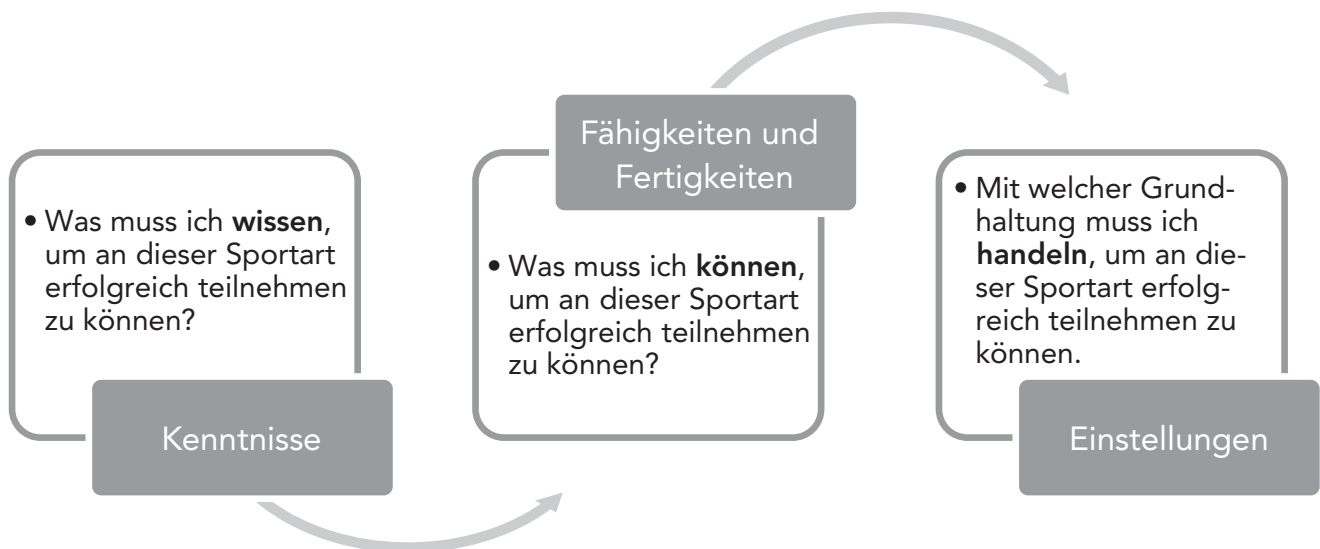 • Was muss ich wissen,
um an dieser Sportart
erfolgreich teilnehmen
zu können?
Kenntnisse
Fähigkeiten und
Fertigkeiten
• Was muss ich können,
um an dieser Sportart
erfolgreich teilnehmen
zu können?
• Mit welcher Grund-
haltung muss ich
handeln, um an die-
ser Sportart erfolg-
reich teilnehmen zu
können.
Einstellungen